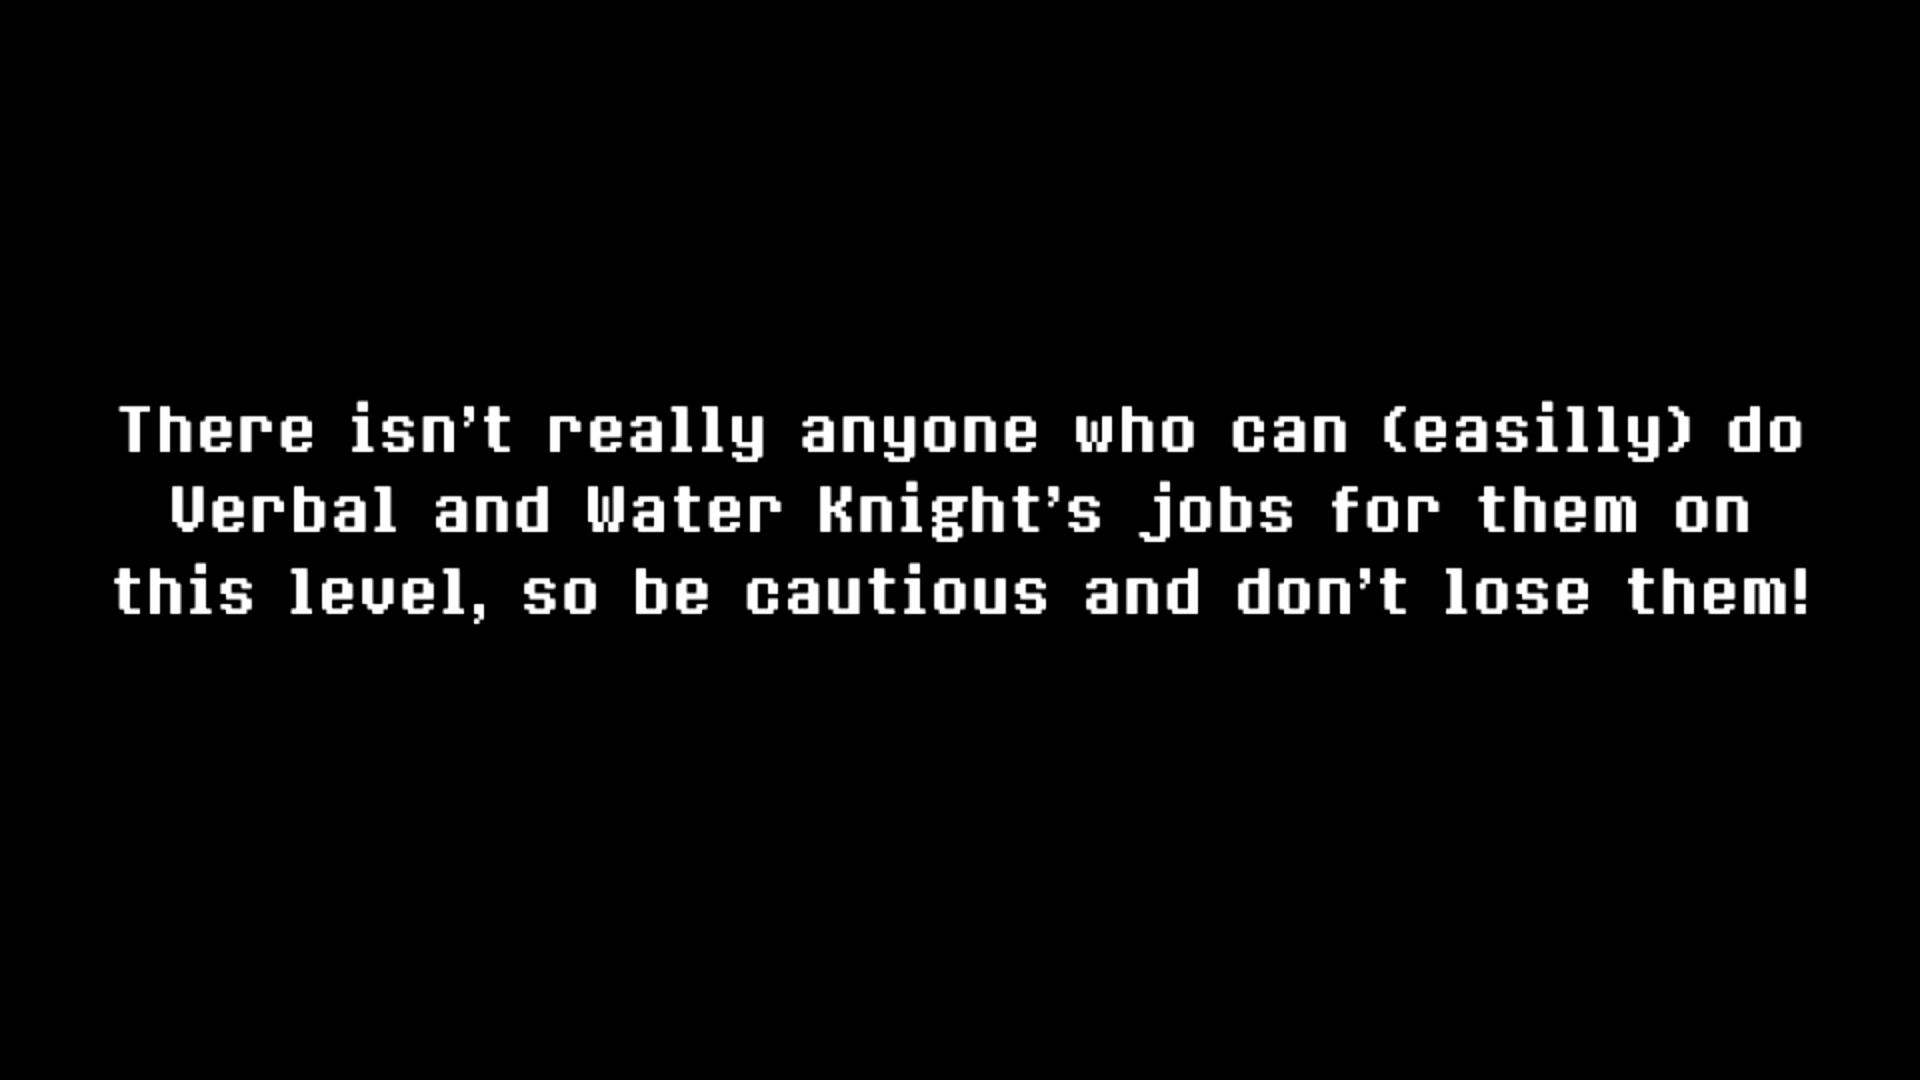 There isn't really anyone who can (easilly) do
Verbal and Water Knight's jobs for them on
this level, so be cautious and don't lose them!